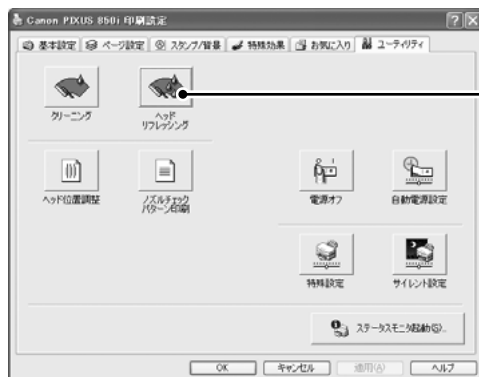 Canon PIXUS 850i 印刷設定
基本設定 ページ設定 スタンプ/背景 特殊効果 お気に入り ユーティリティ
クリーニング
ヘッド
リフレッシング
ヘッド位置調整
ノズルチェック
パターン印刷
電源オフ
自動電源設定
特殊設定
サイレント設定
ステータスモニタ起動(S)...
OK キャンセル 適用(A) ヘルプ